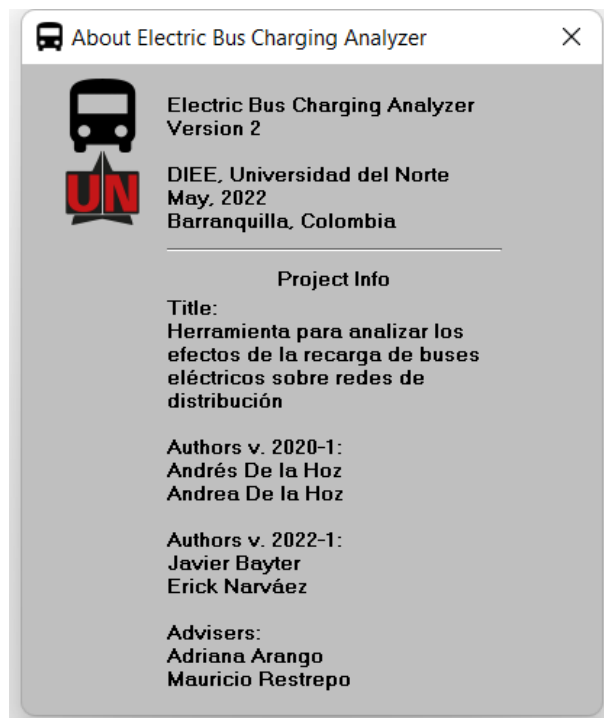 About Electric Bus Charging Analyzer
Electric Bus Charging Analyzer
Version 2
UN
DIEE, Universidad del Norte
May, 2022
Barranquilla, Colombia
Project Info
Title:
Herramienta para analizar los
efectos de la recarga de buses
eléctricos sobre redes de
distribución
Authors v. 2020-1:
Andrés De la Hoz
Andrea De la Hoz
Authors v. 2022-1:
Javier Bayter
Erick Narváez
Advisers:
Adriana Arango
Mauricio Restrepo